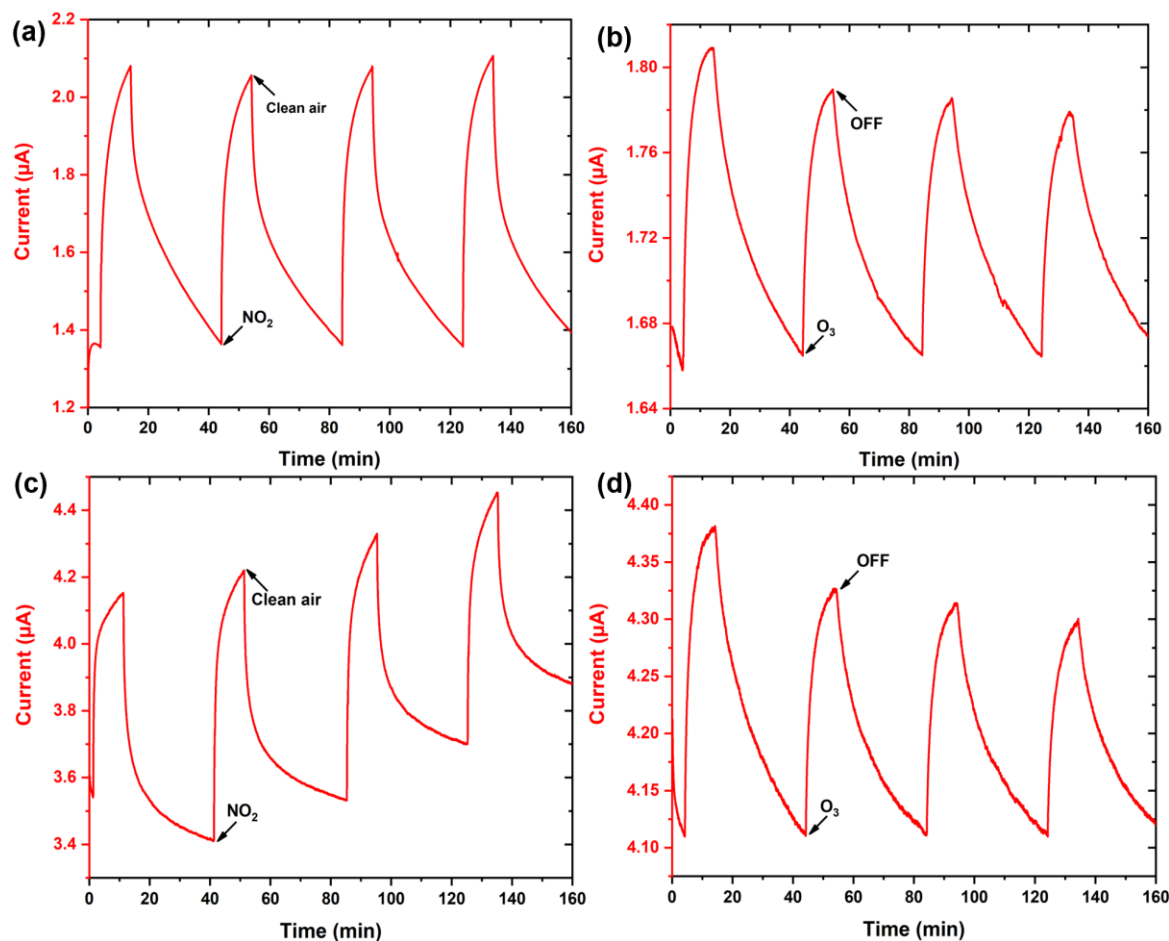 (a)
2.2
2.0
1.8
1.6
1.4
1.2
Current (µA)
Clean air
NO₂
0 20 40 60 80 100 120 140 160
Time (min)
(b)
1.80
1.76
1.72
1.68
1.64
Current (µA)
OFF
O₃
0 20 40 60 80 100 120 140 160
Time (min)
(c)
4.4
4.2
4.0
3.8
3.6
3.4
Current (µA)
Clean air
NO₂
0 20 40 60 80 100 120 140 160
Time (min)
(d)
4.40
4.35
4.30
4.25
4.20
4.15
4.10
Current (µA)
OFF
O₃
0 20 40 60 80 100 120 140 160
Time (min)